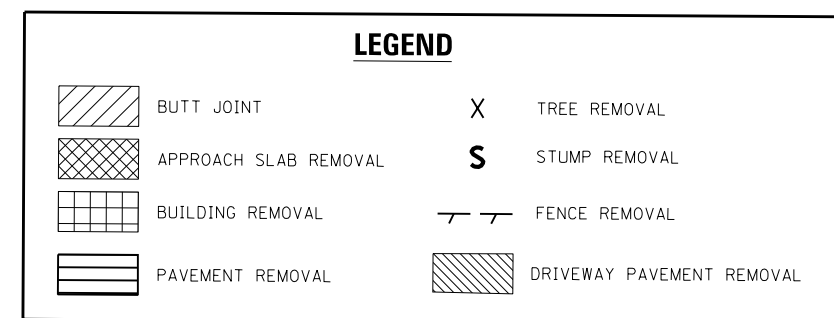 LEGEND
BUTT JOINT
APPROACH SLAB REMOVAL
BUILDING REMOVAL
PAVEMENT REMOVAL
X TREE REMOVAL
S STUMP REMOVAL
FENCE REMOVAL
DRIVEWAY PAVEMENT REMOVAL